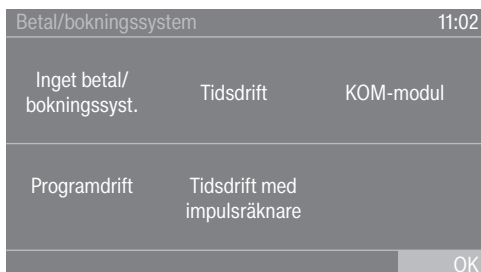 Betal/bokningssystem 11:02
Inget betal/
bokningssyst.
Tidsdrift
KOM-modul
Programdrift
Tidsdrift med
impulsräknare
OK